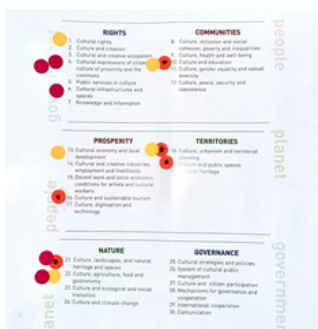 RIGHTS
1. Cultural rights
2. Culture and creation
3. Cultural and creative ecosystem
4. Cultural expressions of citizens, culture of proximity and the
commons
5. Public services in culture
6. Cultural infrastructures and
spaces
7. Knowledge and information
COMMUNITIES
8. Culture, inclusion and social
cohesion, poverty and inequalities
9. Culture, health and well-being
10. Culture and education
11. Culture, gender equality and sexual
diversity
12. Culture, peace, security and
coexistence
people
government
PROSPERITY
13. Cultural economy and local
development
14. Cultural and creative industries,
employment and livelihoods
15. Decent work and socio-economic
conditions for artists and cultural
workers
16. Culture and sustainable tourism
17. Culture, digitisation and
technology
TERRITORIES
18. Culture, urbanism and territorial
planning
and public spaces
heritage
planet
people
NATURE
21. Culture, landscapes, and natural
heritage and spaces
22. Culture, agriculture, food and
gastronomy
23. Culture and ecological and social
transition
24. Culture and climate change
GOVERNANCE
25. Cultural strategies and policies
26. System of cultural public
management
27. Culture and citizen participation
28. Mechanisms for governance and
cooperation
29. International cooperation
30. Comunication
planet
government